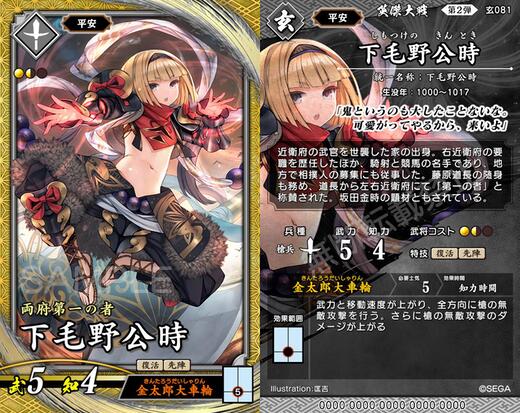 平安
SAMPLE
両府第一の者
下毛野公時
復活 先陣
武5 知4
きんたろうだいしゃりん
金太郎大車輪
5
玄
平安
英傑大戦
第2弾
玄081
しもつけの きんとき
下毛野公時
統一名称:下毛野公時
生没年:1000~1017
「鬼というのも大したことないな。
可愛がってやるから、来いよ」
近衛府の武官を世襲した家の出身。右近衛府の要
職を歴任したほか、騎射と競馬の名手であり、地
方で相撲人の募集にも従事した。藤原道長の随身
も務め、道長から左右近衛府にて「第一の者」と
称賛された。坂田金時の題材ともされている。
兵種 武力 知力 武将コスト
槍兵 5 4 特技 復活 先陣
きんたろうだいしゃりん
金太郎大車輪
必要士気 5
効果時間 知力時間
効果範囲
武力と移動速度が上がり、全方向に槍の無
敵攻撃を行う。さらに槍の無敵攻撃のダ
メージが上がる
Illustration:匡吉
©SEGA
0000-0000-0000-0000-0000